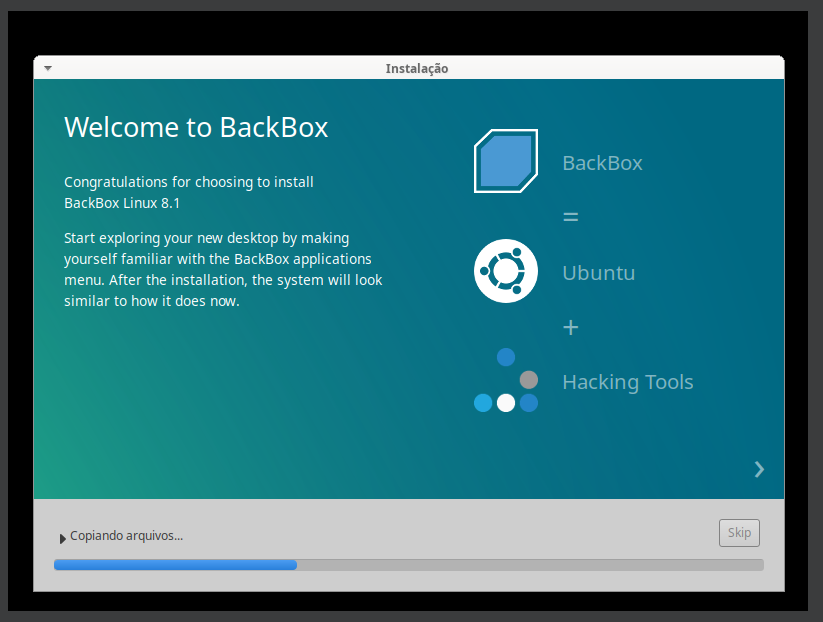 Instalação
Welcome to BackBox
Congratulations for choosing to install
BackBox Linux 8.1
Start exploring your new desktop by making
yourself familiar with the BackBox applications
menu. After the installation, the system will look
similar to how it does now.
BackBox
=
Ubuntu
+
Hacking Tools
Copiando arquivos...
Skip